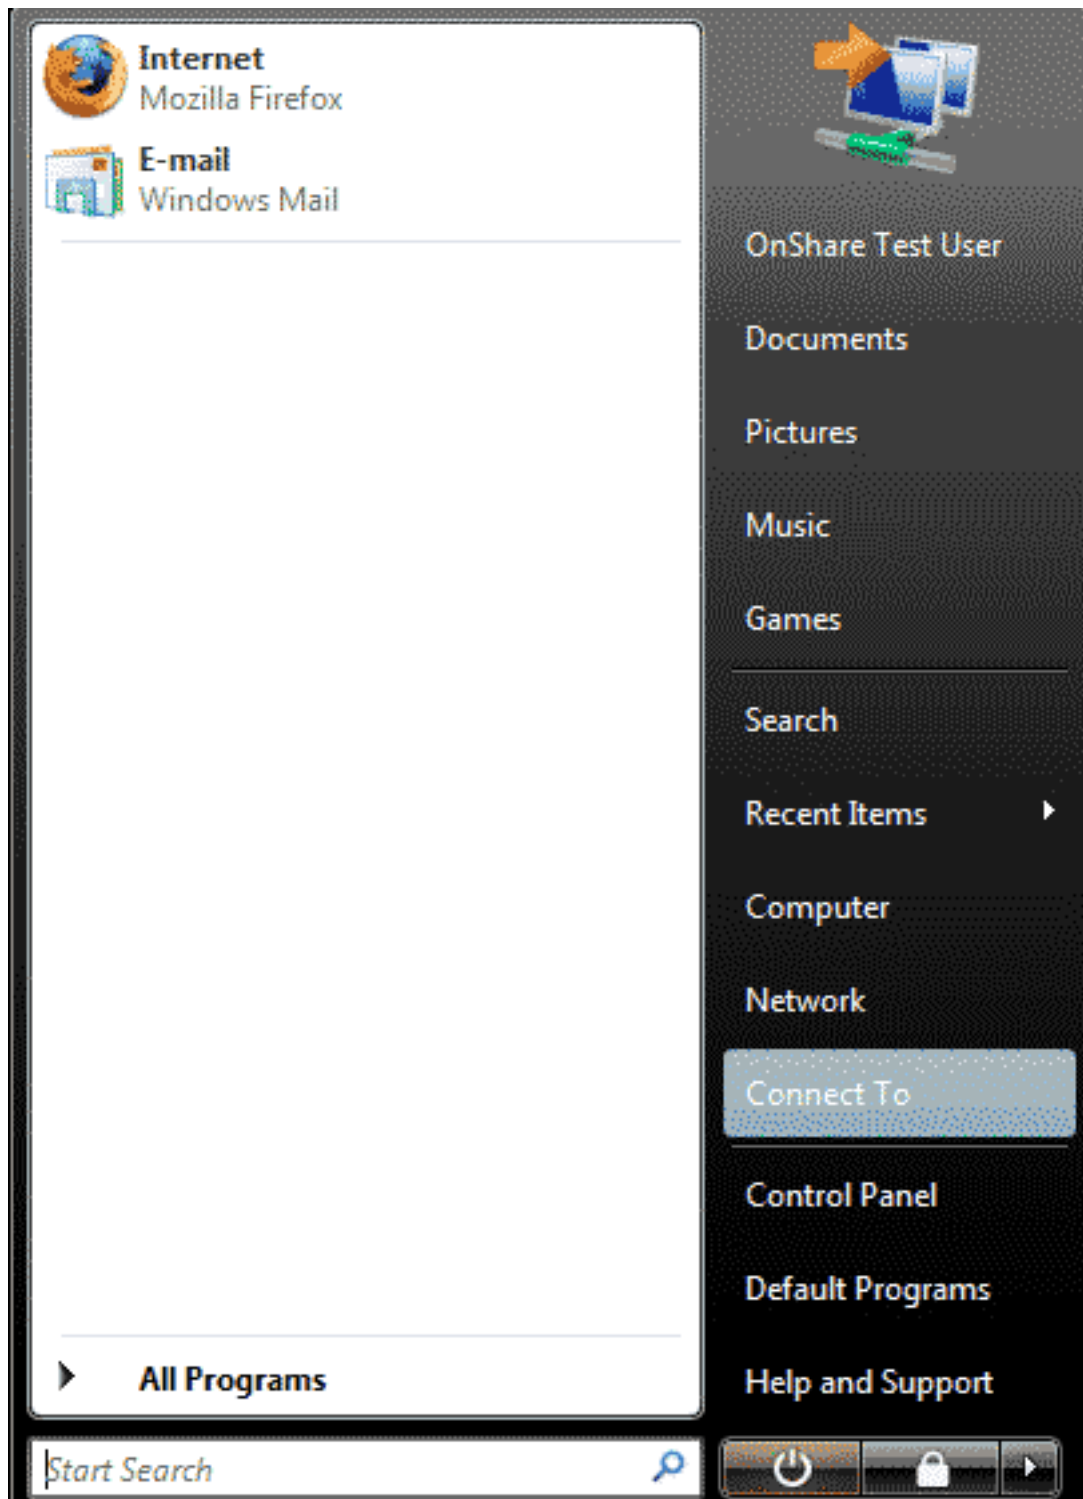 Internet
Mozilla Firefox
E-mail
Windows Mail
All Programs
Start Search
OnShare Test User
Documents
Pictures
Music
Games
Search
Recent Items
Computer
Network
Connect To
Control Panel
Default Programs
Help and Support